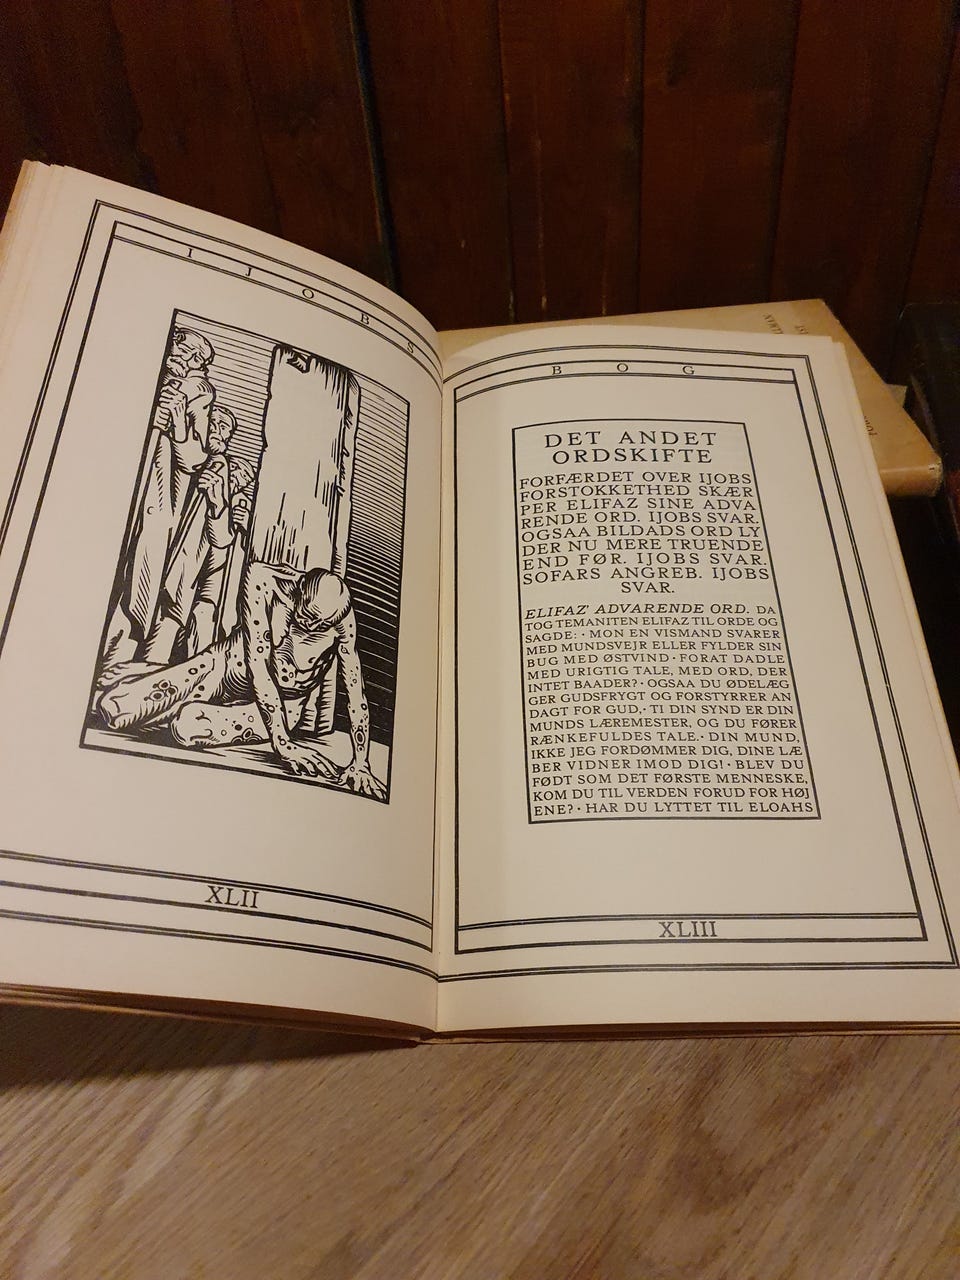 I J O B S
XLII
B O G
DET ANDET
ORDSKIFTE
FORFÆRDET OVER IJOBS
FORSTOKKETHED SKÆR
PER ELIFAZ SINE ADVA
RENDE ORD. IJOBS SVAR.
OGSAA BILDADS ORD LY
DER NU MERE TRUENDE
END FØR. IJOBS SVAR.
SOFARS ANGREB. IJOBS
SVAR.
ELIFAZ' ADVARENDE ORD. DA
TOG TEMANITEN ELIFAZ TIL ORDE OG
SAGDE: · MON EN VISMAND SVARER
MED MUNDSVEJR ELLER FYLDER SIN
BUG MED ØSTVIND · FOR AT DADLE
MED URIGTIG TALE, MED ORD, DER
INTET BAADER? · OGSAA DU ØDELÆG
GER GUDSFRYGT OG FORSTYRRER AN
DAGT FOR GUD, · TI DIN SYND ER DIN
MUNDS LÆREMESTER, OG DU FØRER
RÆNKEFULDES TALE. · DIN MUND,
IKKE JEG FORDØMMER DIG, DINE LÆ
BER VIDNER IMOD DIG! · BLEV DU
FØDT SOM DET FØRSTE MENNESKE,
KOM DU TIL VERDEN FORUD FOR HØJ
ENE? · HAR DU LYTTET TIL ELOAHS
XLIII